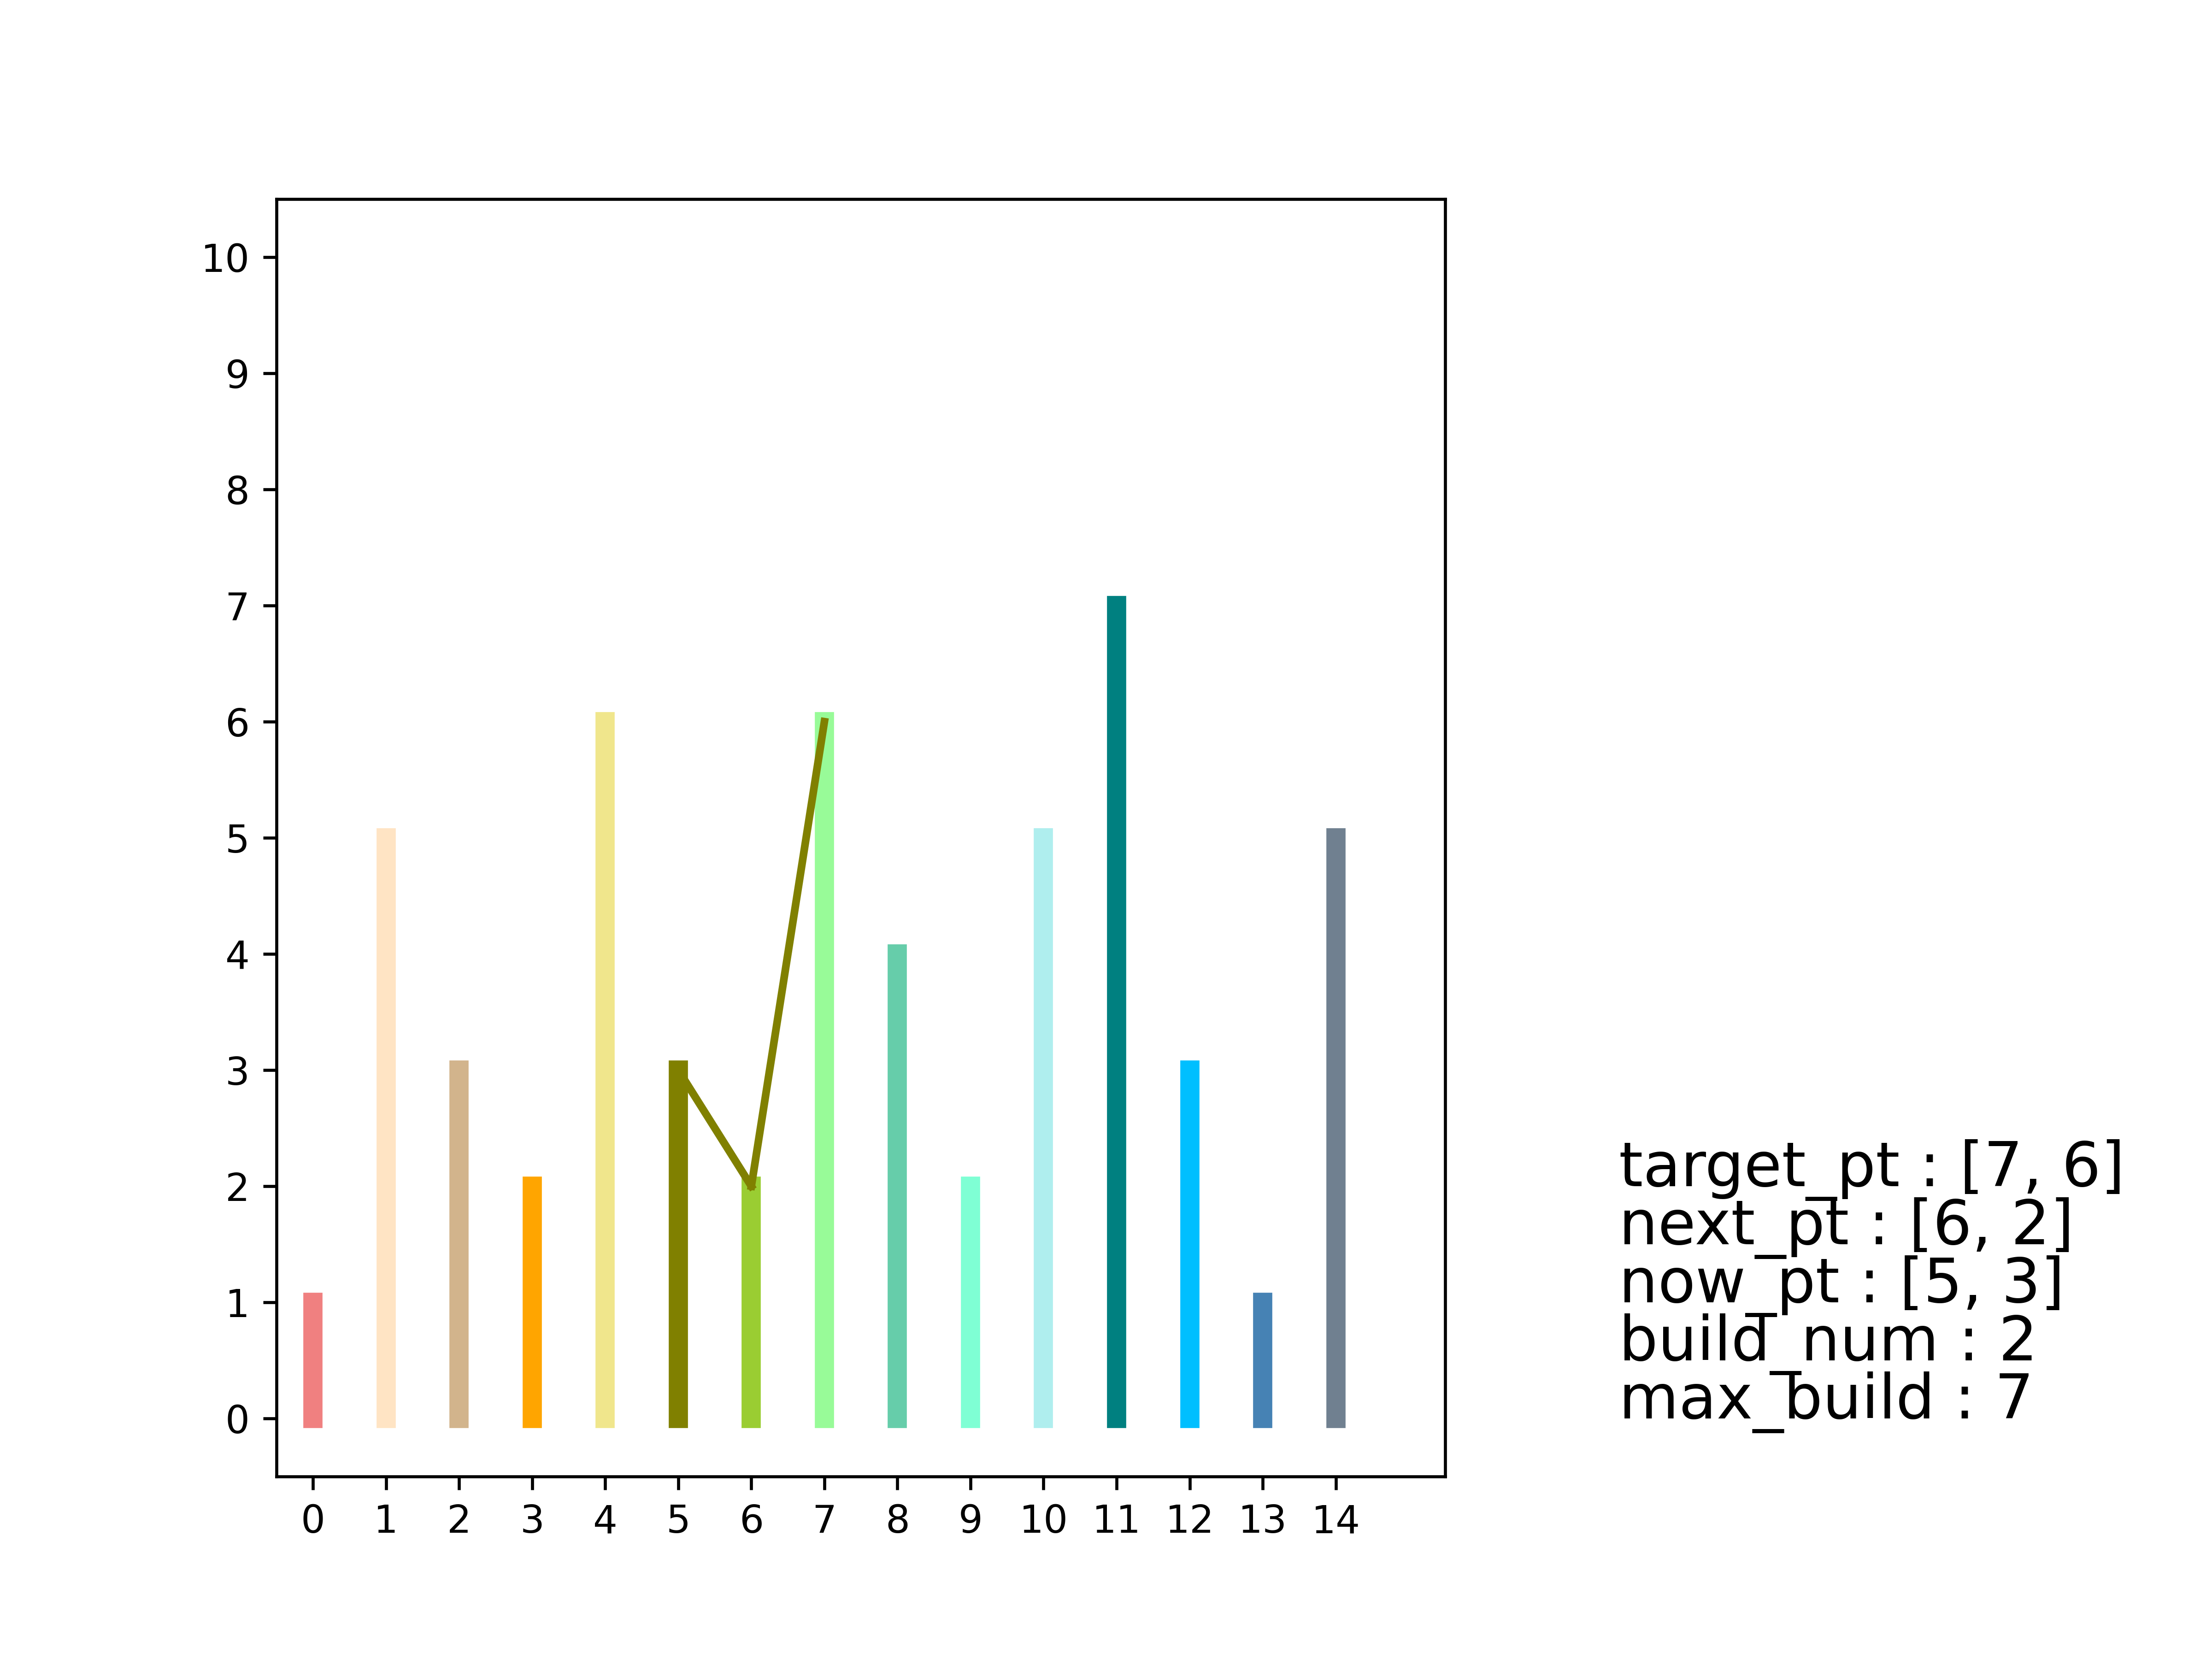 10
9
8
7
6
5
4
3
2
1
0
0 1 2 3 4 5 6 7 8 9 10 11 12 13 14
target_pt : [7, 6]
next_pt : [6, 2]
now_pt : [5, 3]
build_num : 2
max_build : 7